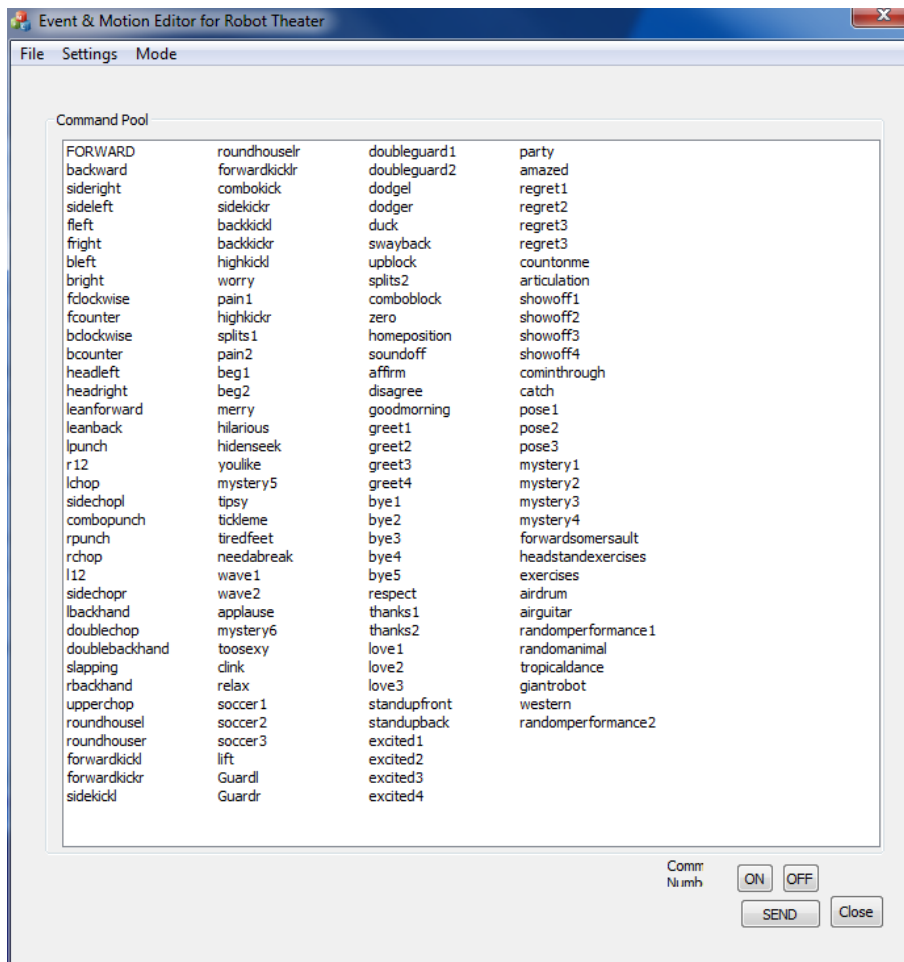 Event & Motion Editor for Robot Theater
File Settings Mode
Command Pool
FORWARD
backward
sideright
sideleft
fleft
fright
bleft
bright
fclockwise
fcounter
bclockwise
bcounter
headleft
headright
leanforward
leanback
lpunch
r12
lchop
sidechopl
combopunch
rpunch
rchop
l12
sidechopr
lbackhand
doublechop
doublebackhand
slapping
rbackhand
upperchop
roundhousel
roundhouser
forwardkickl
forwardkickr
sidekickl
roundhouselr
forwardkicklr
combokick
sidekickr
backkickl
backkickr
highkickl
worry
pain1
highkickr
splits1
pain2
beg1
beg2
merry
hilarious
hidenseek
youlike
mystery5
tipsy
tickleme
tiredfeet
needabreak
wave1
wave2
applause
mystery6
toosexy
clink
relax
soccer1
soccer2
soccer3
lift
Guardl
Guardr
doubleguard1
doubleguard2
dodgel
dodger
duck
swayback
upblock
splits2
comboblock
zero
homeposition
soundoff
affirm
disagree
goodmorning
greet1
greet2
greet3
greet4
bye1
bye2
bye3
bye4
bye5
respect
thanks1
thanks2
love1
love2
love3
standupfront
standupback
excited1
excited2
excited3
excited4
party
amazed
regret1
regret2
regret3
regret3
countonme
articulation
showoff1
showoff2
showoff3
showoff4
cominthrough
catch
pose1
pose2
pose3
mystery1
mystery2
mystery3
mystery4
forwardsomersault
headstandexercises
exercises
airdrum
airguitar
randomperformance1
randomanimal
tropicaldance
giantrobot
western
randomperformance2
Comm
Numb
ON OFF
SEND Close